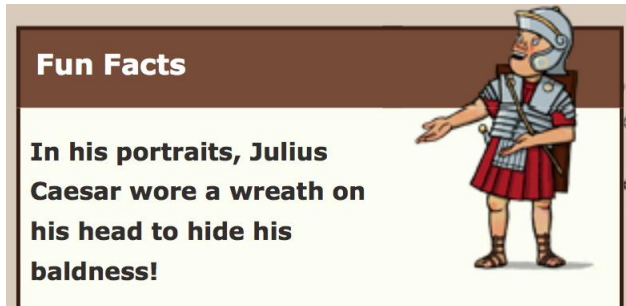 Fun Facts
In his portraits, Julius
Caesar wore a wreath on
his head to hide his
baldness!